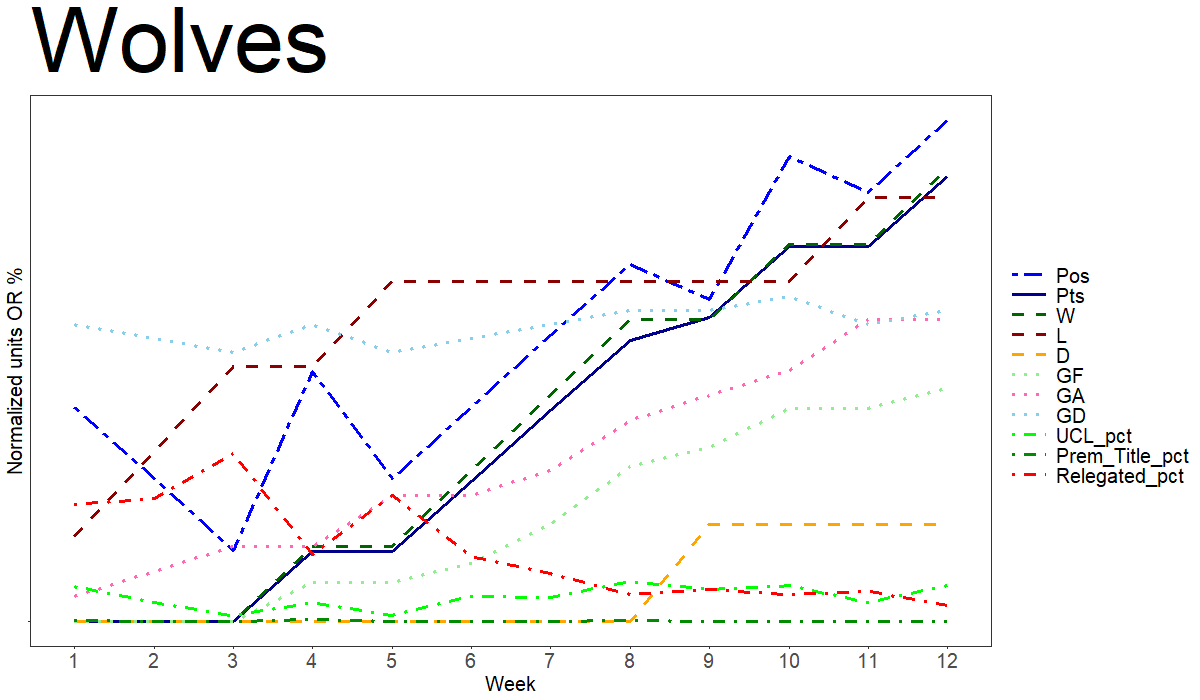 Wolves
Normalized units OR %
1 2 3 4 5 6 7 8 9 10 11 12
Week
Pos
Pts
W
L
D
GF
GA
GD
UCL_pct
Prem_Title_pct
Relegated_pct